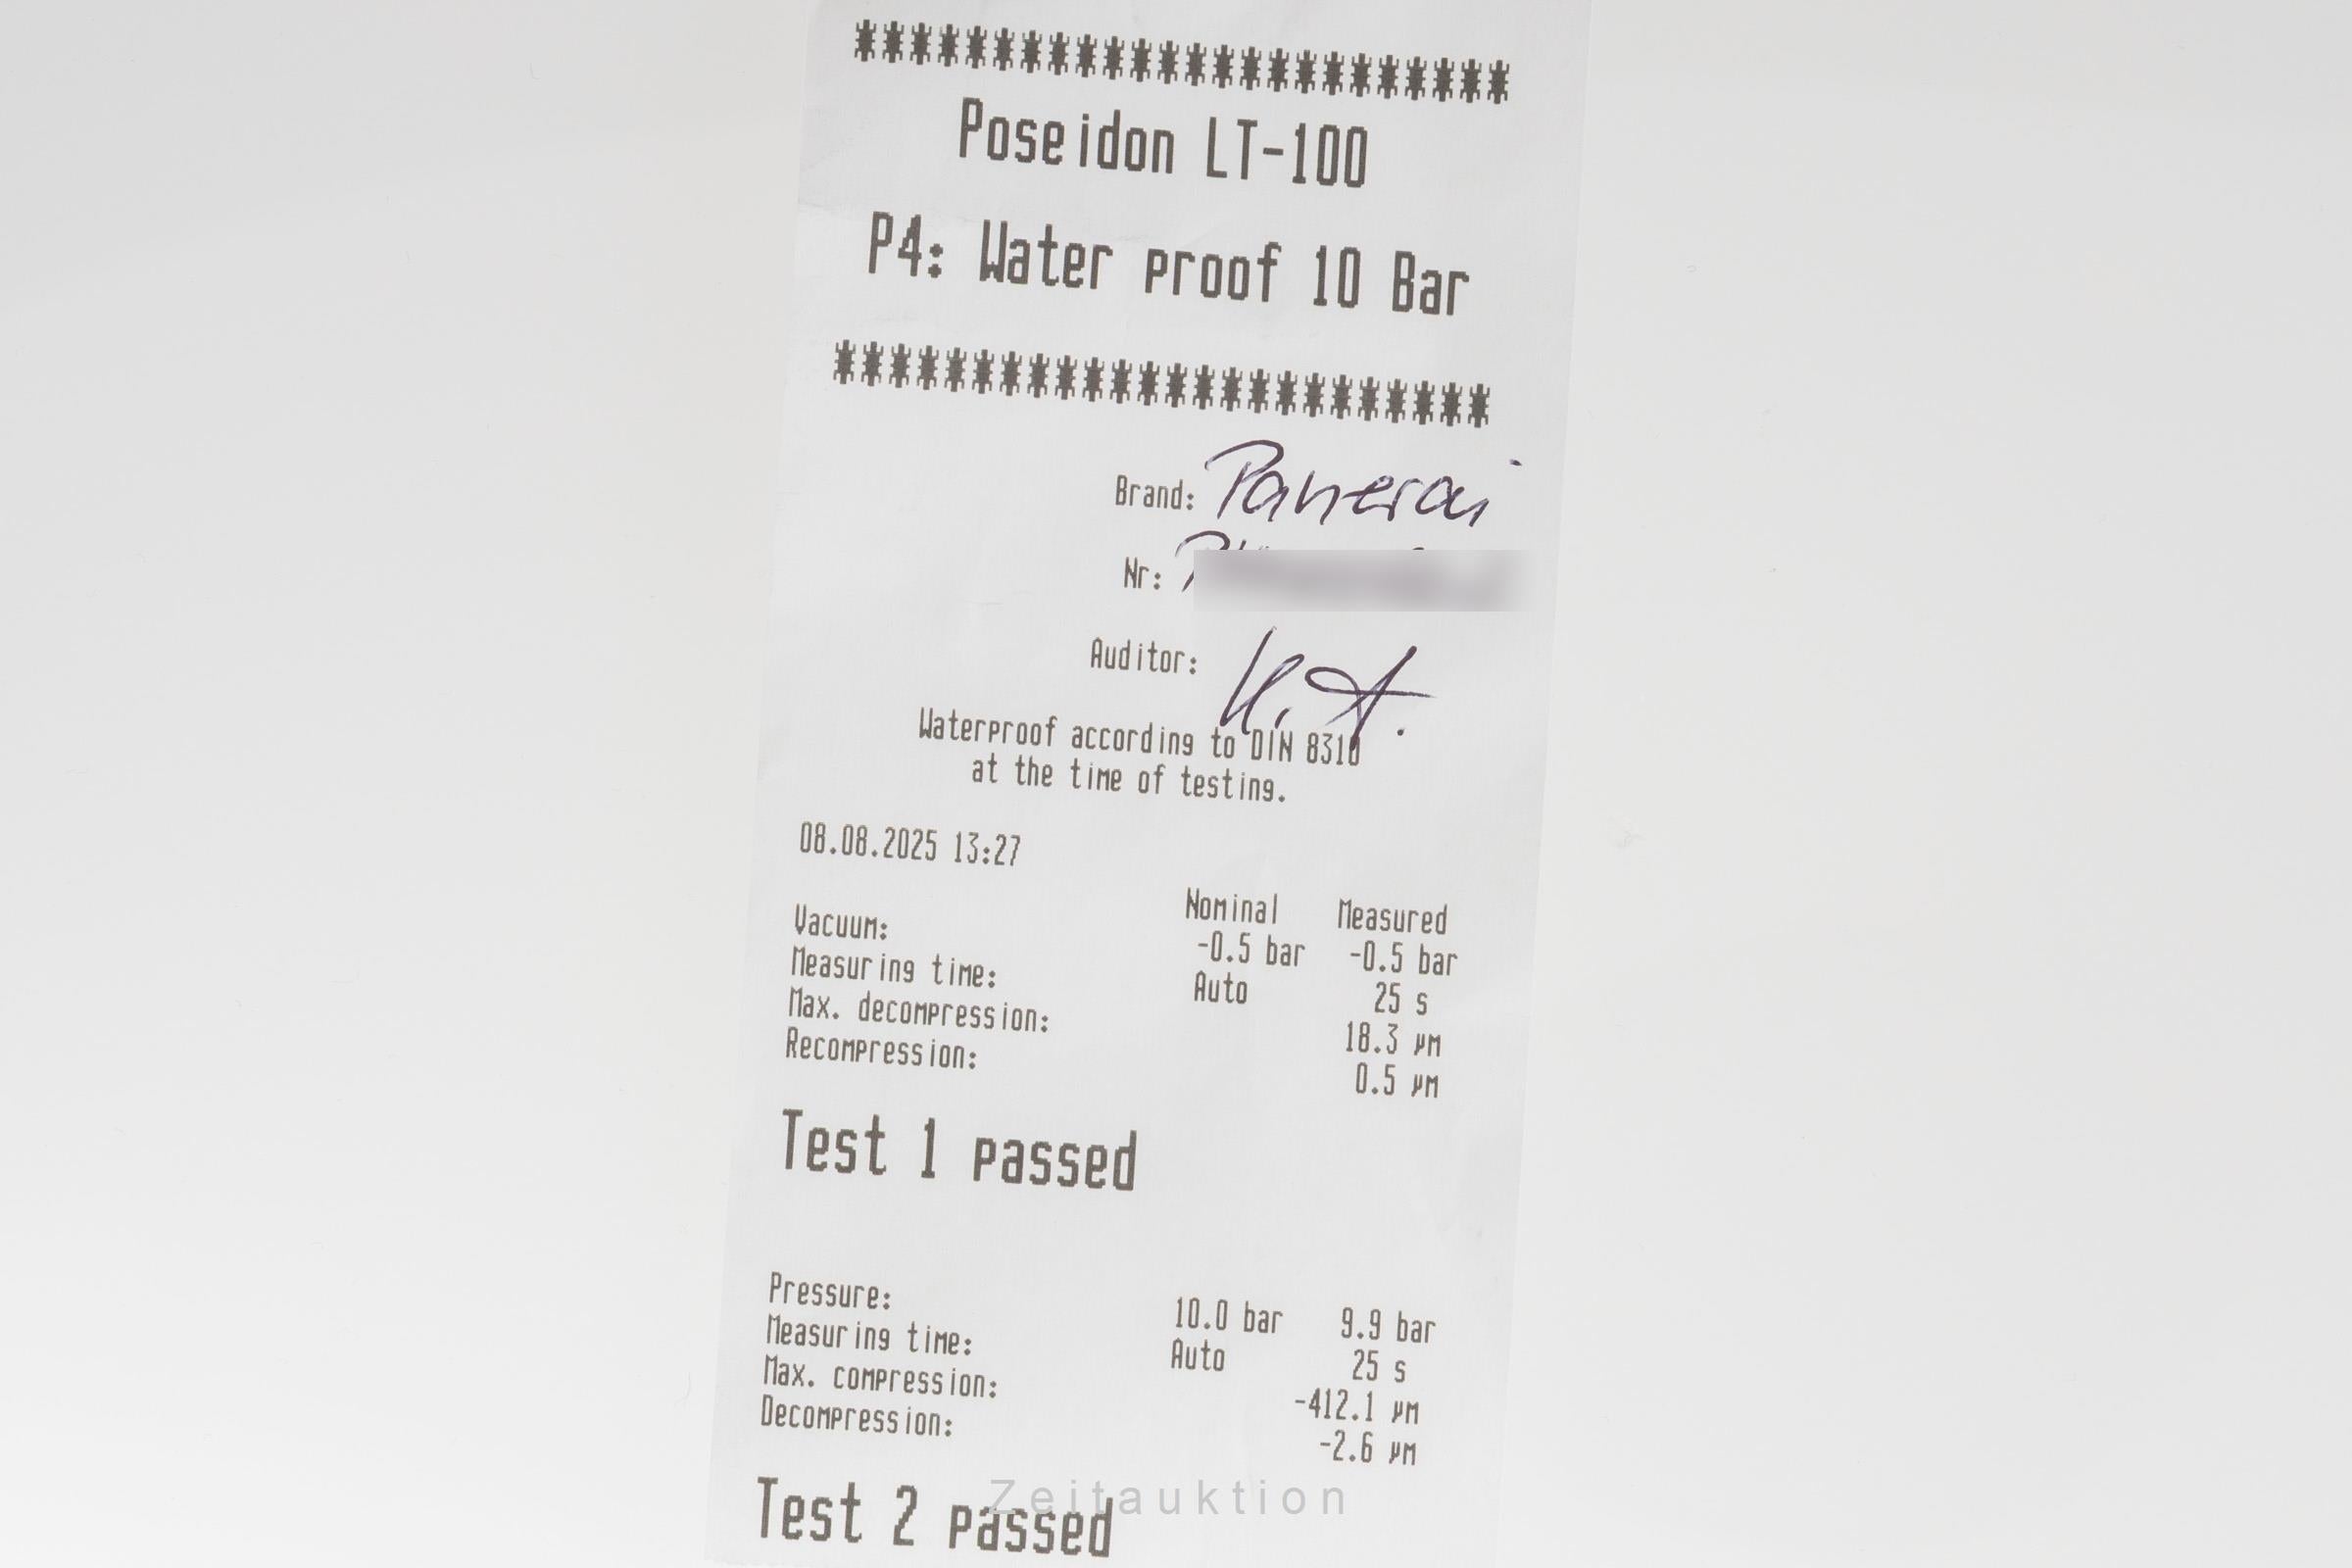 ************************
Poseidon LT-100
P4: Water proof 10 Bar
************************
Brand: Panerai
Nr:
Auditor: K. A.
Waterproof according to DIN 8310
at the time of testing.
08.08.2025 13:27
Nominal Measured
Vacuum: -0.5 bar -0.5 bar
Measuring time: Auto 25 s
Max. decompression: 18.3 µm
Recompression: 0.5 µm
Test 1 passed
Pressure: 10.0 bar 9.9 bar
Measuring time: Auto 25 s
Max. compression: -412.1 µm
Decompression: -2.6 µm
Test 2 passed
Zeitauktion